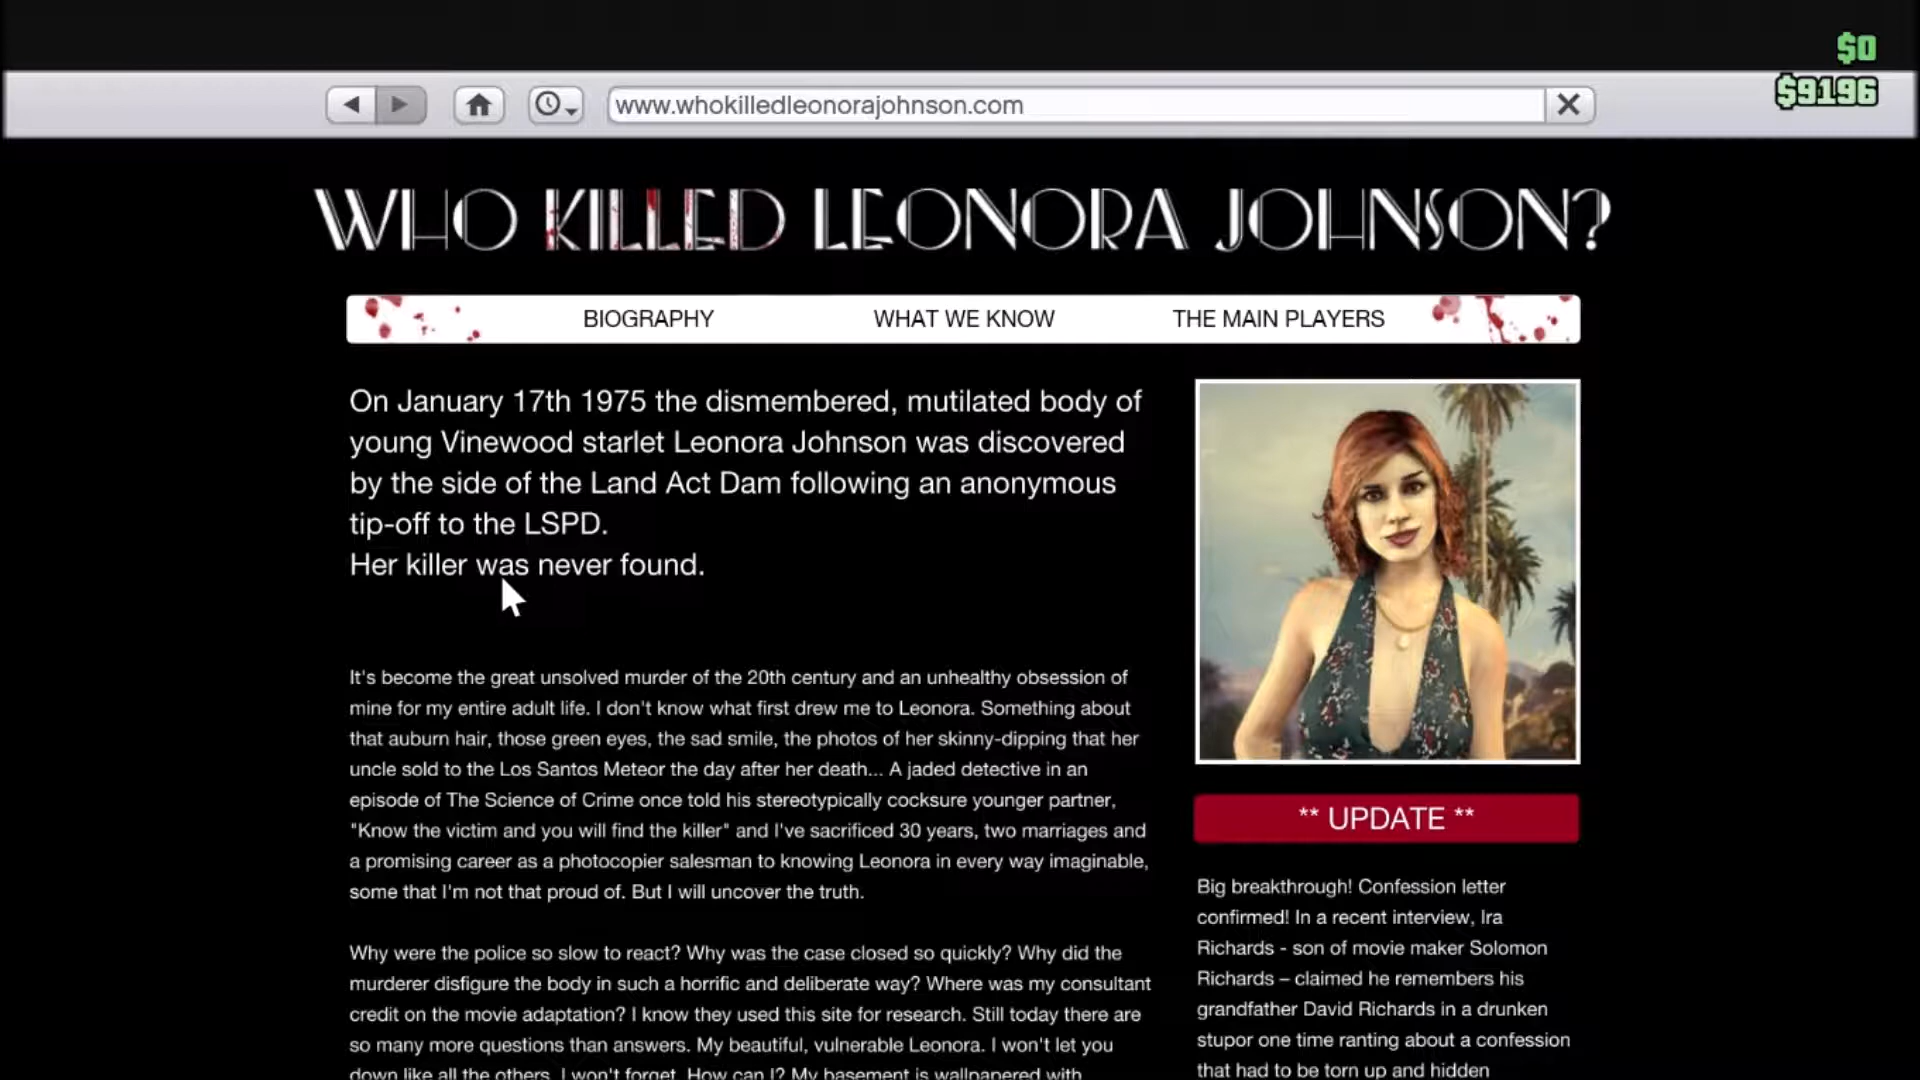 $0
$9196
www.whokilledleonorajohnson.com
WHO KILLED LEONORA JOHNSON?
BIOGRAPHY
WHAT WE KNOW
THE MAIN PLAYERS
On January 17th 1975 the dismembered, mutilated body of
young Vinewood starlet Leonora Johnson was discovered
by the side of the Land Act Dam following an anonymous
tip-off to the LSPD.
Her killer was never found.
It's become the great unsolved murder of the 20th century and an unhealthy obsession of
mine for my entire adult life. I don't know what first drew me to Leonora. Something about
that auburn hair, those green eyes, the sad smile, the photos of her skinny-dipping that her
uncle sold to the Los Santos Meteor the day after her death... A jaded detective in an
episode of The Science of Crime once told his stereotypically cocksure younger partner,
"Know the victim and you will find the killer" and I've sacrificed 30 years, two marriages and
a promising career as a photocopier salesman to knowing Leonora in every way imaginable,
some that I'm not that proud of. But I will uncover the truth.
Why were the police so slow to react? Why was the case closed so quickly? Why did the
murderer disfigure the body in such a horrific and deliberate way? Where was my consultant
credit on the movie adaptation? I know they used this site for research. Still today there are
so many more questions than answers. My beautiful, vulnerable Leonora. I won't let you
down like all the others. I won't forget. How can I? My basement is wallpapered with
** UPDATE **
Big breakthrough! Confession letter
confirmed! In a recent interview, Ira
Richards - son of movie maker Solomon
Richards – claimed he remembers his
grandfather David Richards in a drunken
stupor one time ranting about a confession
that had to be torn up and hidden